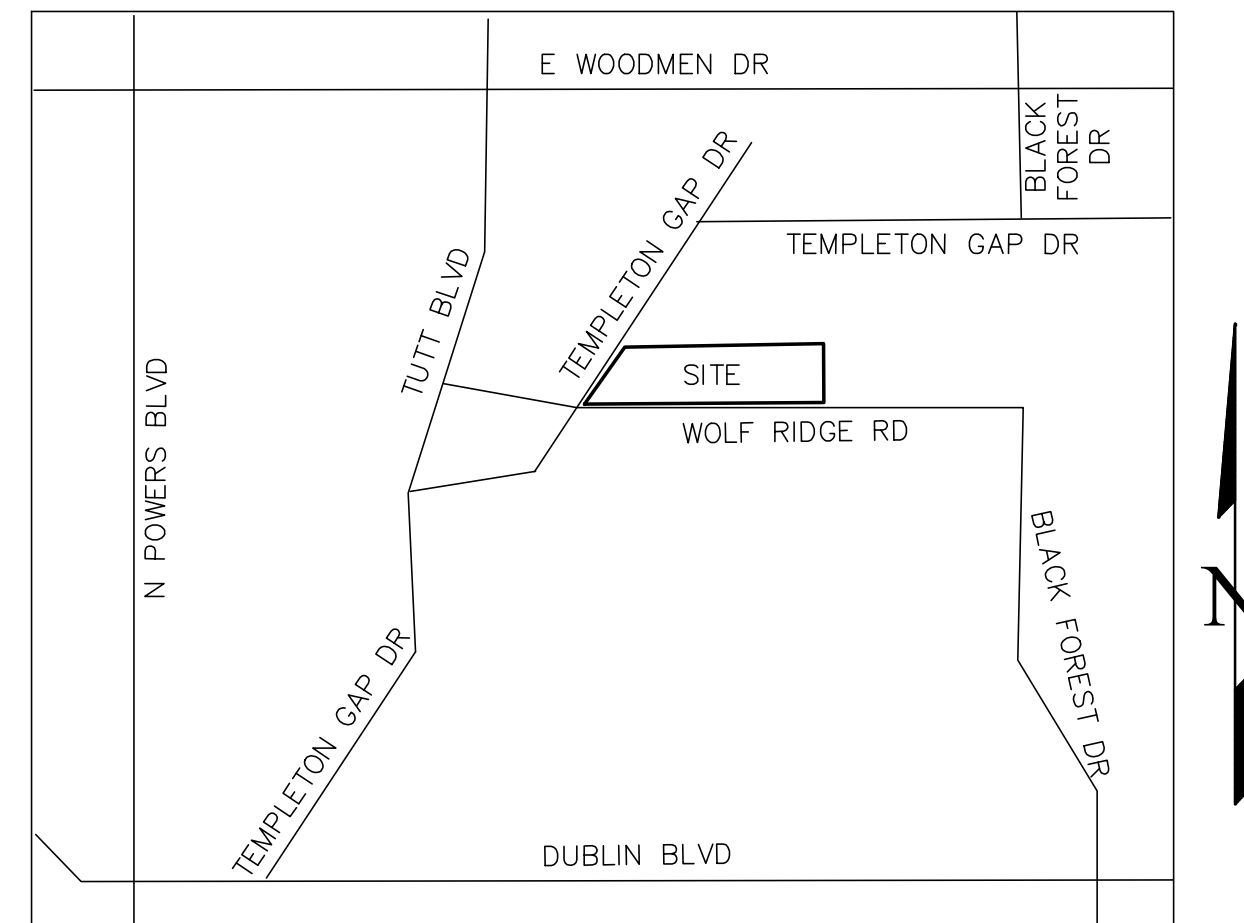 E WOODMEN DR
BLACK
FOREST
DR
TEMPLETON GAP DR
TEMPLETON GAP DR
TUTT BLVD
SITE
WOLF RIDGE RD
N POWERS BLVD
BLACK FOREST DR
N
TEMPLETON GAP DR
DUBLIN BLVD